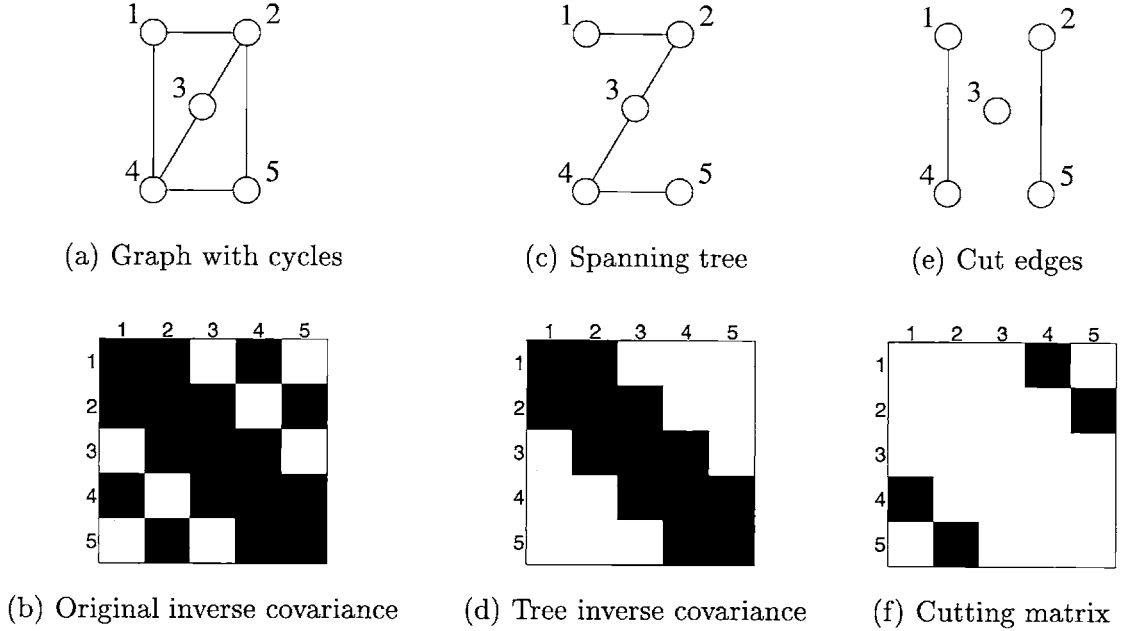 1 2 1 2 1 2
3 3 3
4 5 4 5 4 5
(a) Graph with cycles (c) Spanning tree (e) Cut edges
1 2 3 4 5 1 2 3 4 5 1 2 3 4 5
1 1 1
2 2 2
3 3 3
4 4 4
5 5 5
(b) Original inverse covariance (d) Tree inverse covariance (f) Cutting matrix